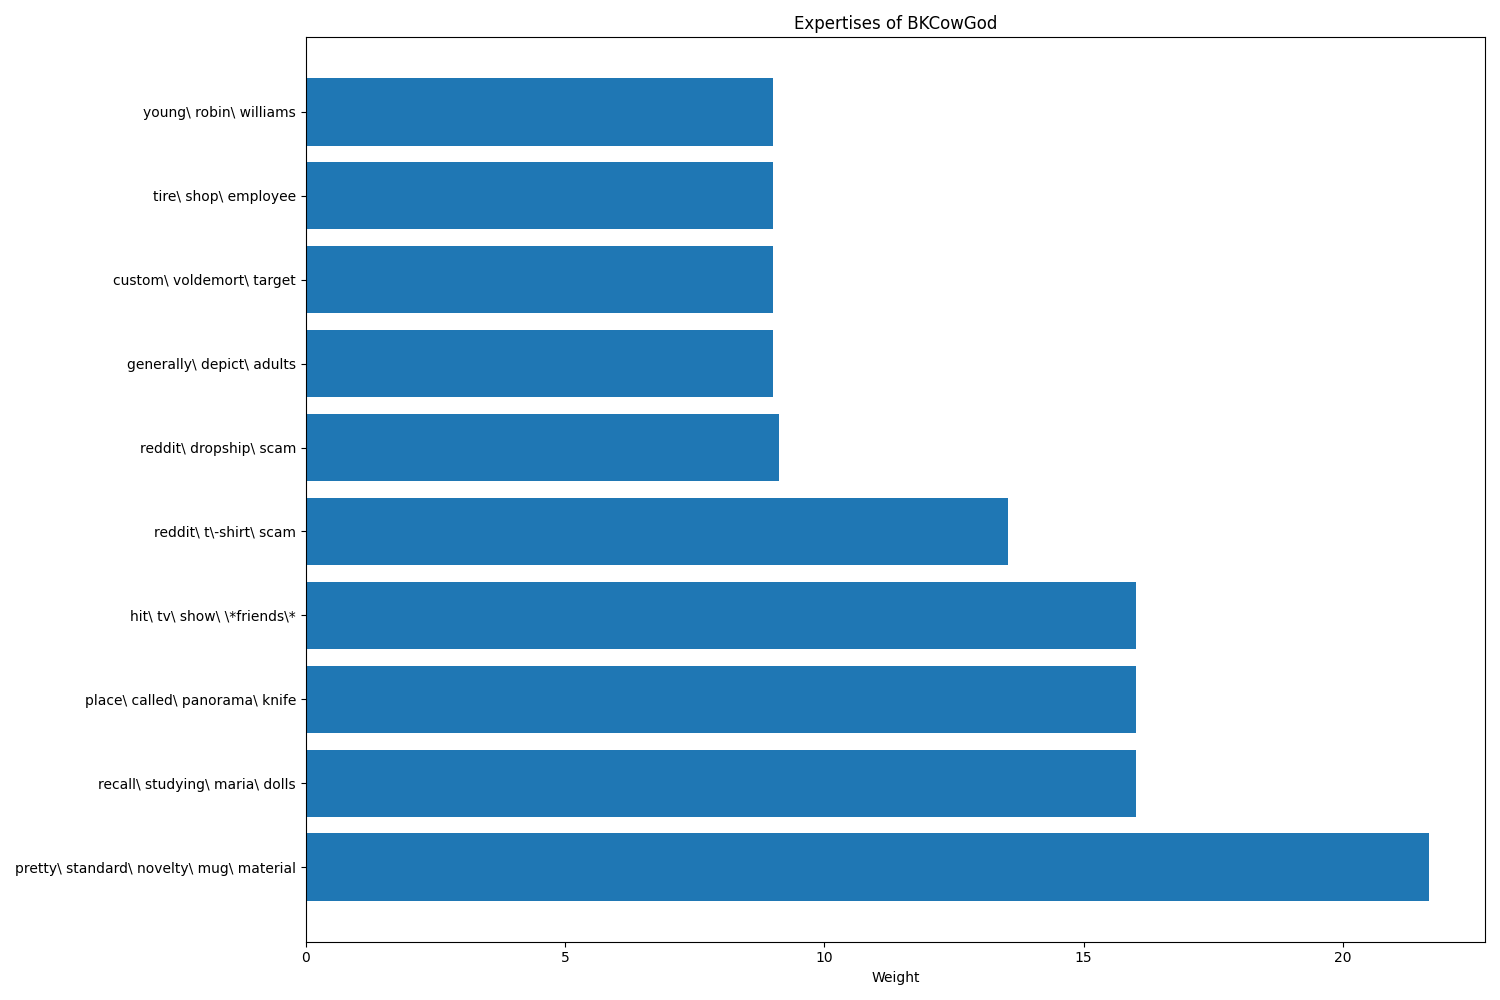 Expertises of BKCowGod
young\ robin\ williams
tire\ shop\ employee
custom\ voldemort\ target
generally\ depict\ adults
reddit\ dropship\ scam
reddit\ t\-shirt\ scam
hit\ tv\ show\ \*friends\*
place\ called\ panorama\ knife
recall\ studying\ maria\ dolls
pretty\ standard\ novelty\ mug\ material
0 5 10 15 20
Weight